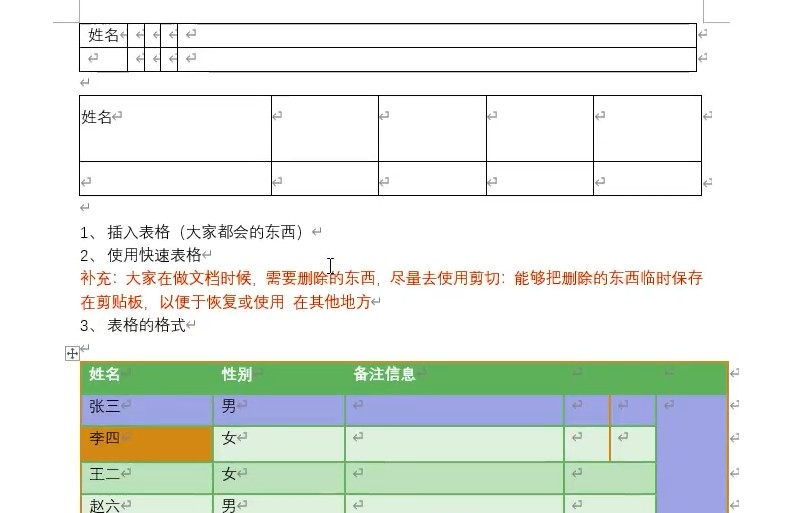 姓名
姓名
1、 插入表格（大家都会的东西）
2、 使用快速表格
补充：大家在做文档时候，需要删除的东西，尽量去使用剪切：能够把删除的东西临时保存
在剪贴板，以便于恢复或使用 在其他地方
3、 表格的格式
姓名 性别 备注信息
张三 男
李四 女
王二 女
赵六 男